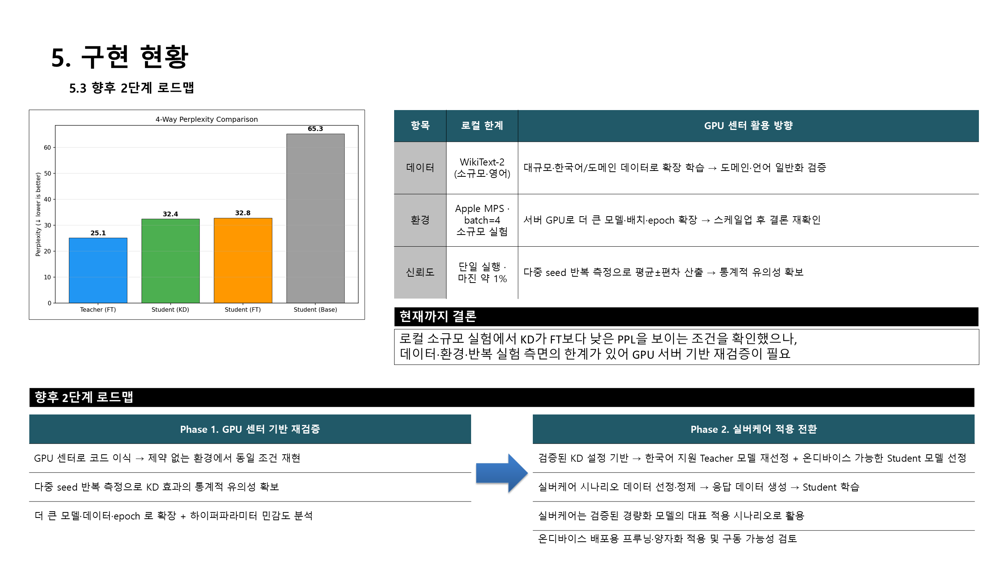 5. 구현 현황
5.3 향후 2단계 로드맵
4-Way Perplexity Comparison
Perplexity (↓ lower is better)
60
50
40
30
20
10
0
25.1
32.4
32.8
65.3
Teacher (FT)
Student (KD)
Student (FT)
Student (Base)
항목
로컬 한계
GPU 센터 활용 방향
데이터
WikiText-2
(소규모·영어)
대규모·한국어/도메인 데이터로 확장 학습 → 도메인·언어 일반화 검증
환경
Apple MPS ·
batch=4
소규모 실험
서버 GPU로 더 큰 모델·배치·epoch 확장 → 스케일업 후 결론 재확인
신뢰도
단일 실행 ·
마진 약 1%
다중 seed 반복 측정으로 평균±편차 산출 → 통계적 유의성 확보
현재까지 결론
로컬 소규모 실험에서 KD가 FT보다 낮은 PPL을 보이는 조건을 확인했으나,
데이터·환경·반복 실험 측면의 한계가 있어 GPU 서버 기반 재검증이 필요
향후 2단계 로드맵
Phase 1. GPU 센터 기반 재검증
GPU 센터로 코드 이식 → 제약 없는 환경에서 동일 조건 재현
다중 seed 반복 측정으로 KD 효과의 통계적 유의성 확보
더 큰 모델·데이터·epoch 로 확장 + 하이퍼파라미터 민감도 분석
Phase 2. 실버케어 적용 전환
검증된 KD 설정 기반 → 한국어 지원 Teacher 모델 재선정 + 온디바이스 가능한 Student 모델 선정
실버케어 시나리오 데이터 선정·정제 → 응답 데이터 생성 → Student 학습
실버케어는 검증된 경량화 모델의 대표 적용 시나리오로 활용
온디바이스 배포용 프루닝·양자화 적용 및 구동 가능성 검토